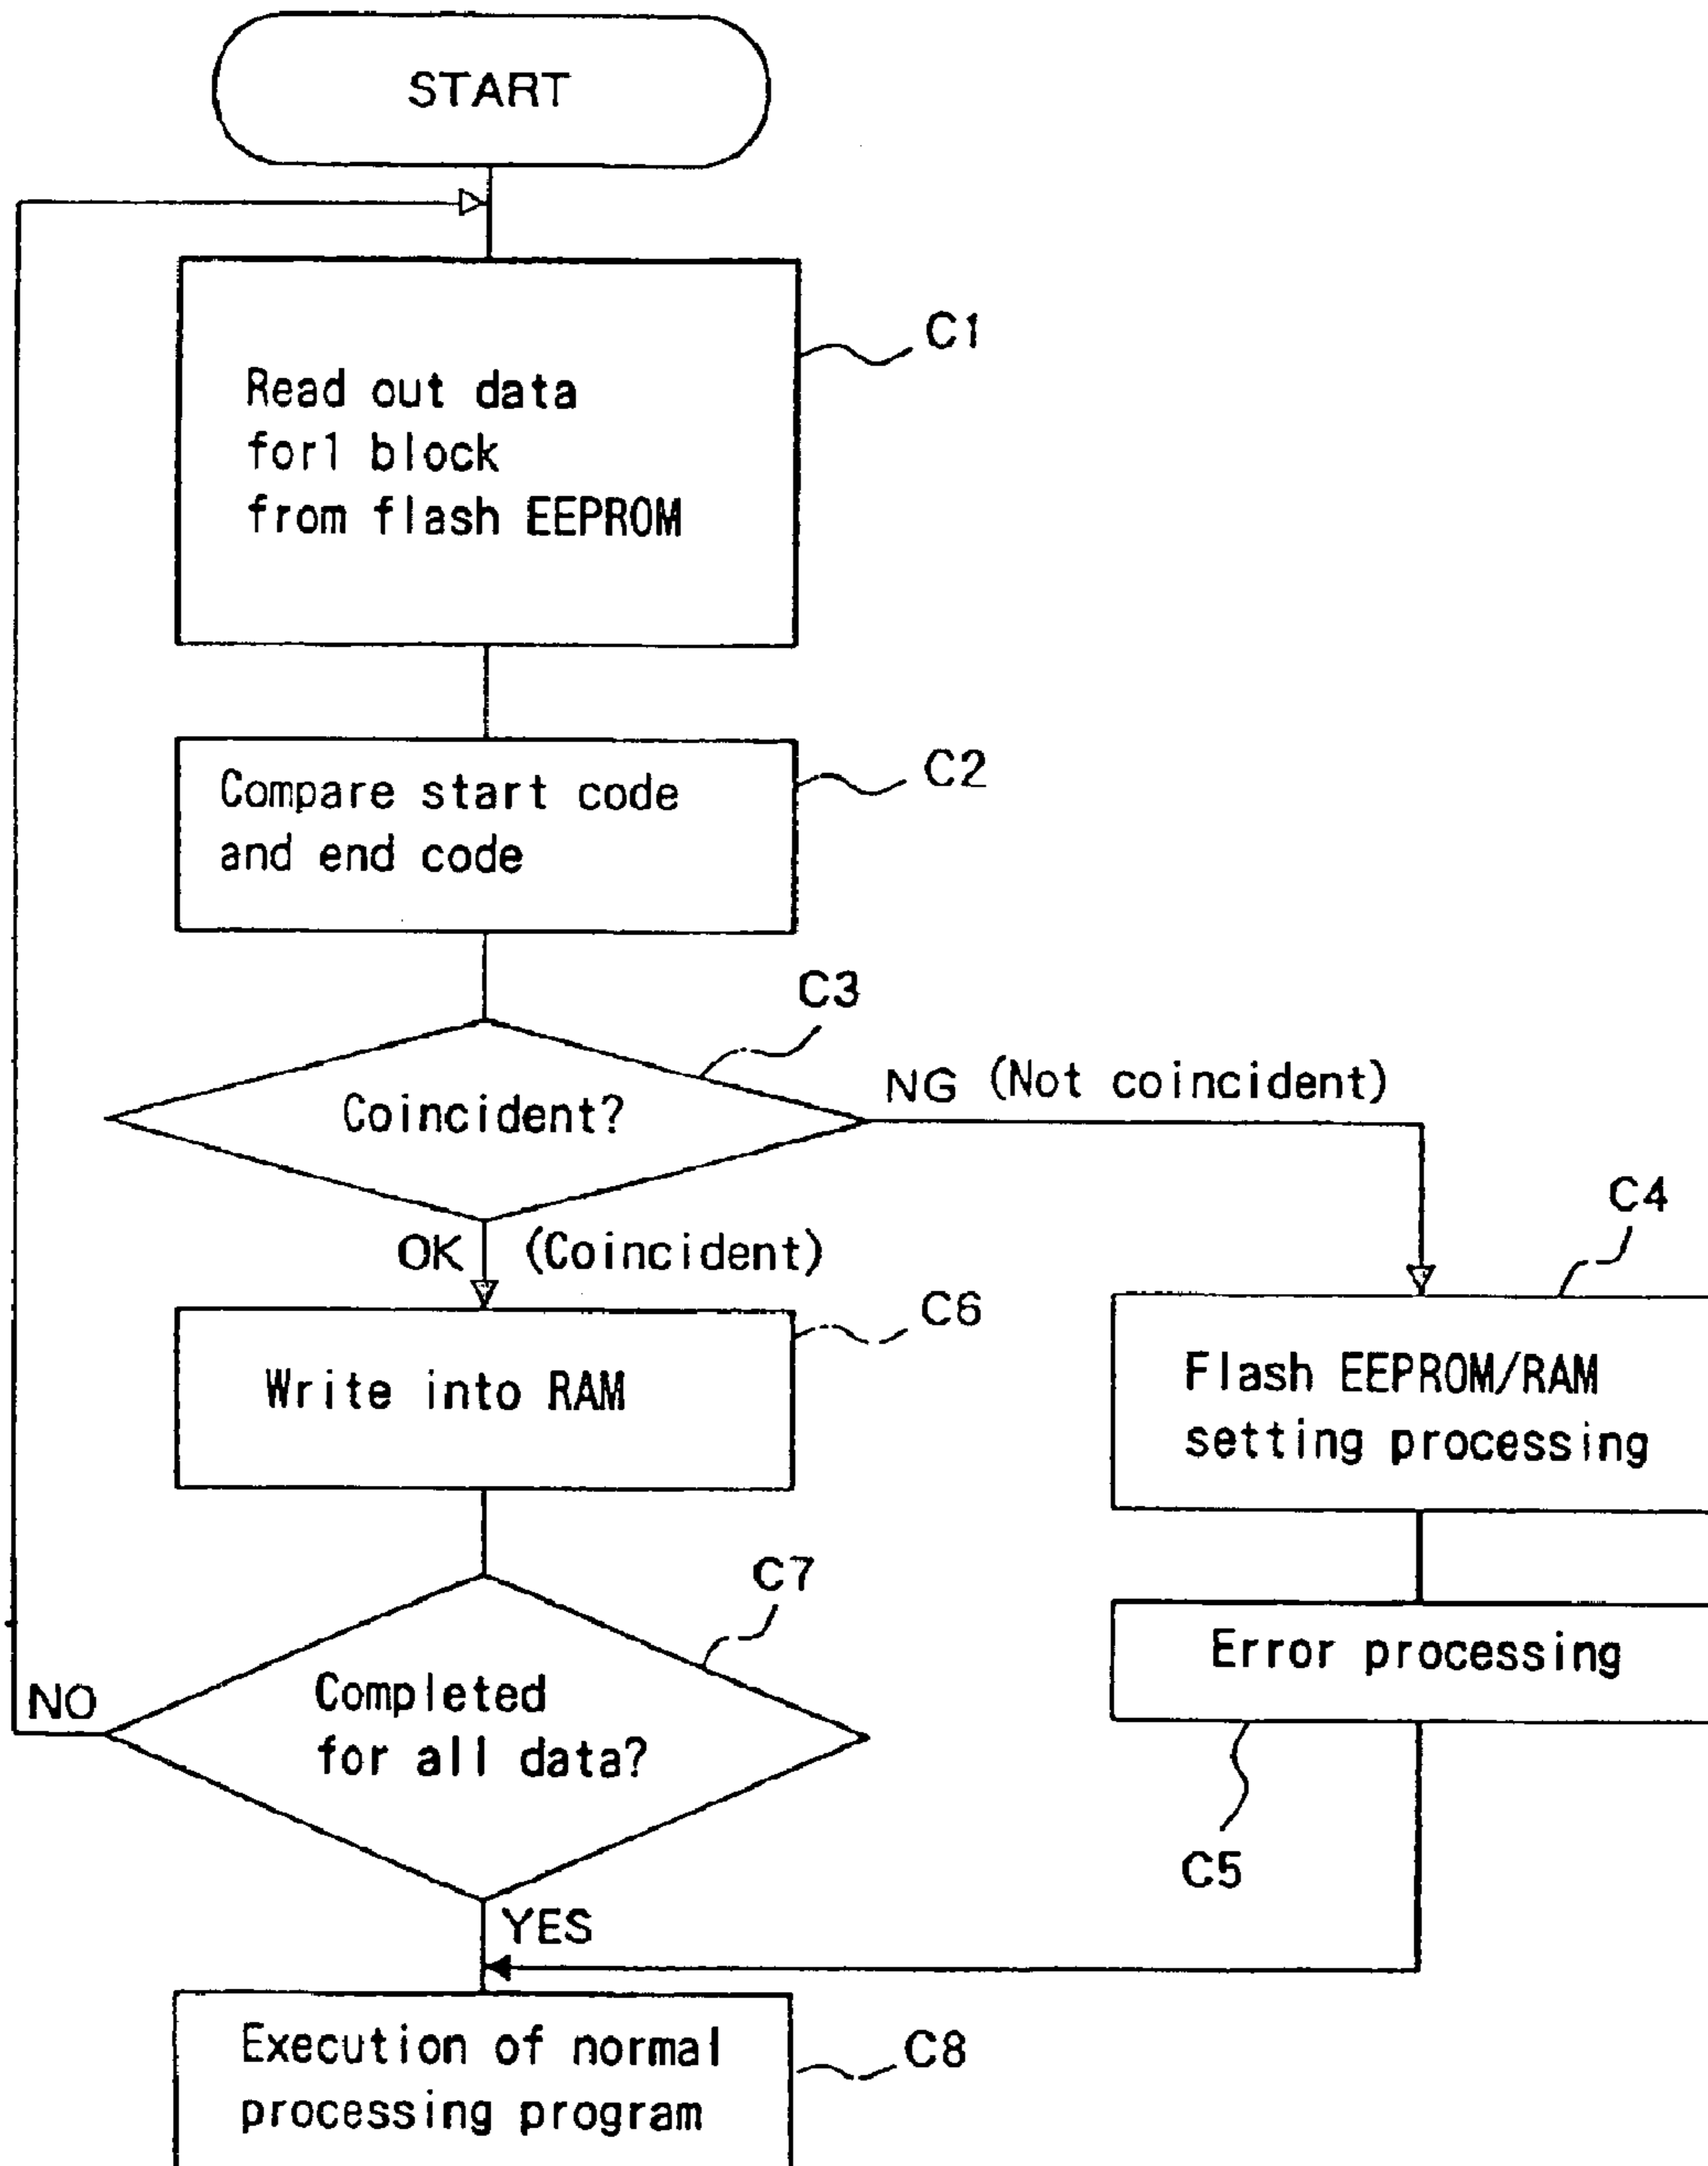 START
C1
Read out data
for1 block
from flash EEPROM
C2
Compare start code
and end code
C3
Coincident?
NG (Not coincident)
OK (Coincident)
C4
C6
Write into RAM
Flash EEPROM/RAM
setting processing
C7
Error processing
NO
Completed
for all data?
C5
YES
Execution of normal
processing program
C8